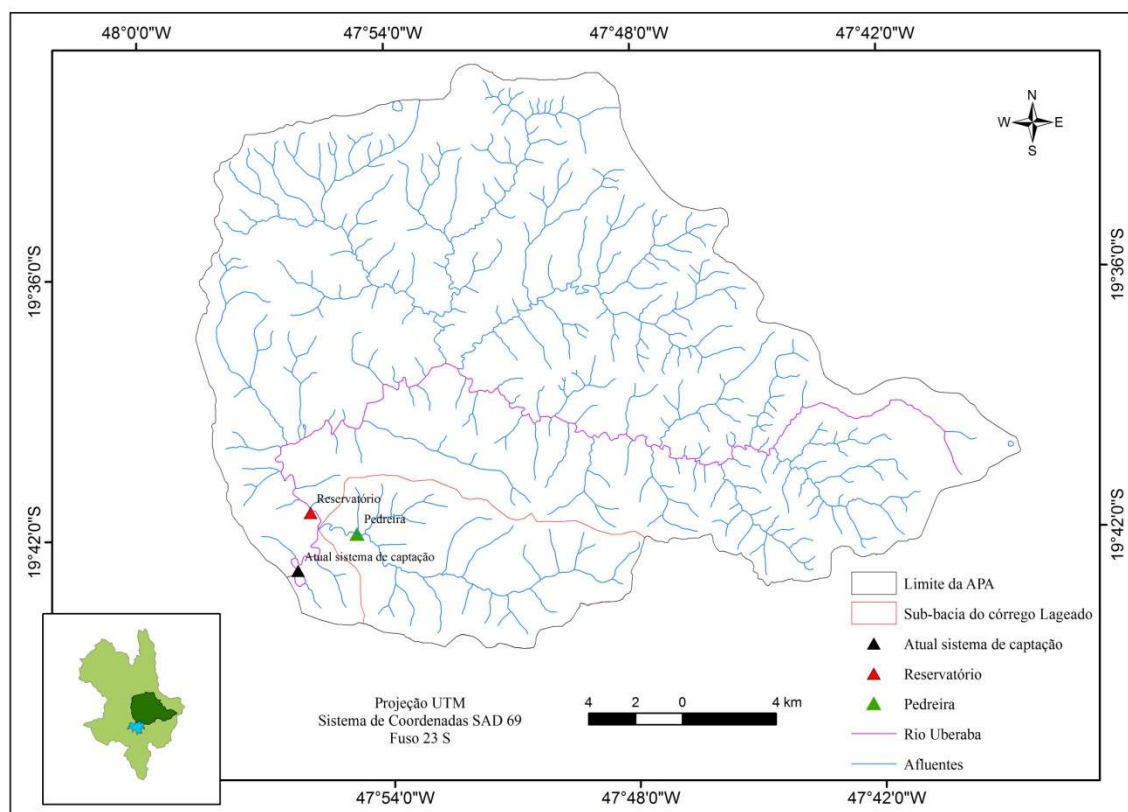 48°0'0"W
47°54'0"W
47°48'0"W
47°42'0"W
N
W
E
S
19°36'0"S
19°36'0"S
Reservatório
Pedreira
Atual sistema de captação
19°42'0"S
19°42'0"S
Limite da APA
Sub-bacia do córrego Lageado
Atual sistema de captação
Reservatório
Pedreira
Rio Uberaba
Afluentes
Projeção UTM
Sistema de Coordenadas SAD 69
Fuso 23 S
4 2 0 4 km
47°54'0"W
47°48'0"W
47°42'0"W